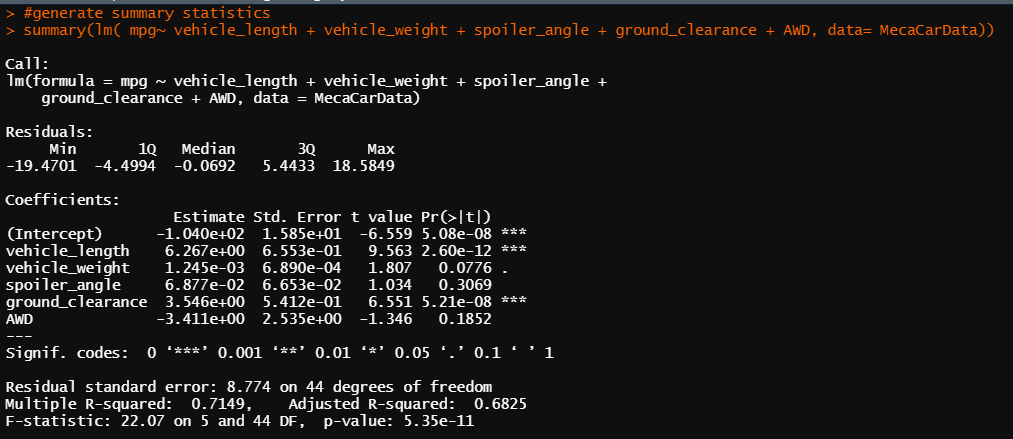 > #generate summary statistics
> summary(lm( mpg~ vehicle_length + vehicle_weight + spoiler_angle + ground_clearance + AWD, data= MecaCarData))
Call:
lm(formula = mpg ~ vehicle_length + vehicle_weight + spoiler_angle +
    ground_clearance + AWD, data = MecaCarData)
Residuals:
     Min       1Q   Median       3Q      Max
-19.4701  -4.4994  -0.0692   5.4433  18.5849
Coefficients:
                   Estimate Std. Error t value Pr(>|t|)
(Intercept)      -1.040e+02  1.585e+01  -6.559 5.08e-08 ***
vehicle_length    6.267e+00  6.553e-01   9.563 2.60e-12 ***
vehicle_weight    1.245e-03  6.890e-04   1.807   0.0776 .
spoiler_angle     6.877e-02  6.653e-02   1.034   0.3069
ground_clearance  3.546e+00  5.412e-01   6.551 5.21e-08 ***
AWD              -3.411e+00  2.535e+00  -1.346   0.1852
---
Signif. codes:  0 ‘***’ 0.001 ‘**’ 0.01 ‘*’ 0.05 ‘.’ 0.1 ‘ ’ 1
Residual standard error: 8.774 on 44 degrees of freedom
Multiple R-squared:  0.7149,    Adjusted R-squared:  0.6825
F-statistic: 22.07 on 5 and 44 DF,  p-value: 5.35e-11